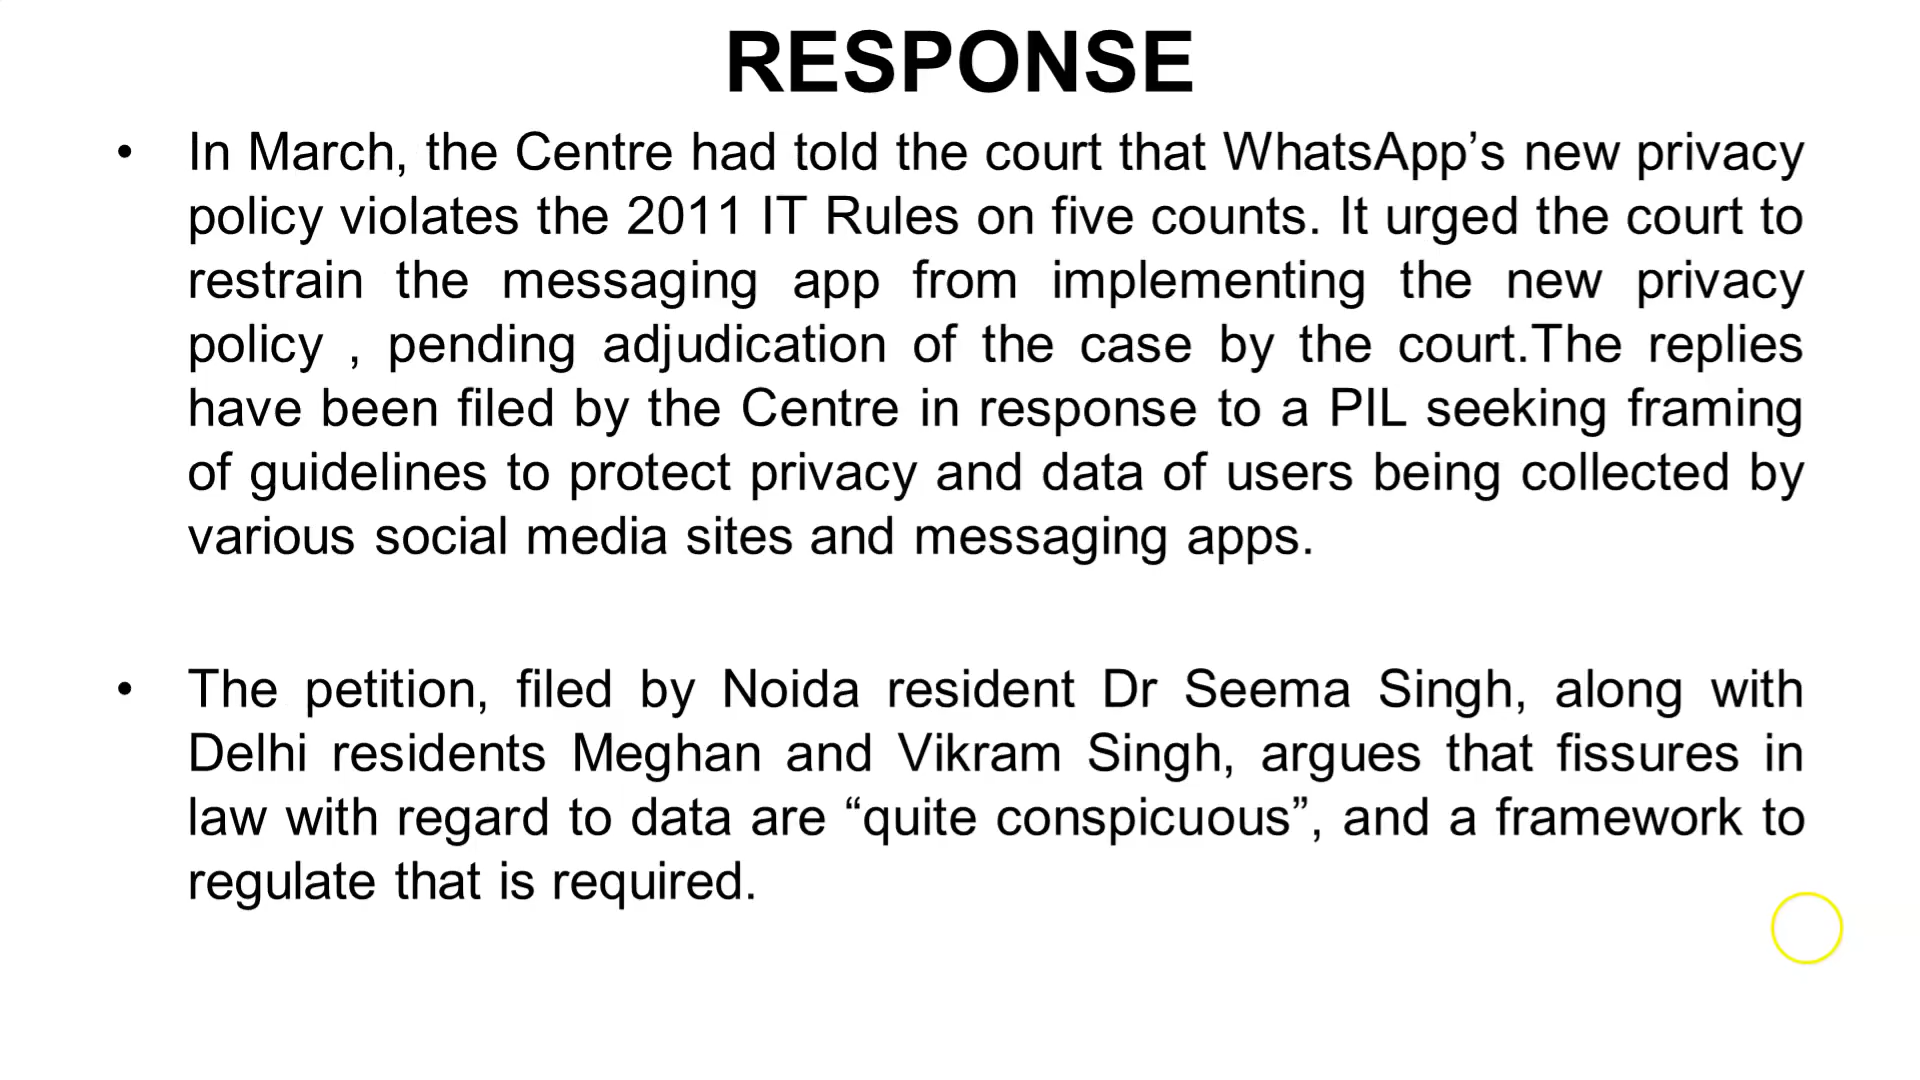 RESPONSE
• In March, the Centre had told the court that WhatsApp’s new privacy
policy violates the 2011 IT Rules on five counts. It urged the court to
restrain the messaging app from implementing the new privacy
policy , pending adjudication of the case by the court.The replies
have been filed by the Centre in response to a PIL seeking framing
of guidelines to protect privacy and data of users being collected by
various social media sites and messaging apps.
• The petition, filed by Noida resident Dr Seema Singh, along with
Delhi residents Meghan and Vikram Singh, argues that fissures in
law with regard to data are “quite conspicuous”, and a framework to
regulate that is required.